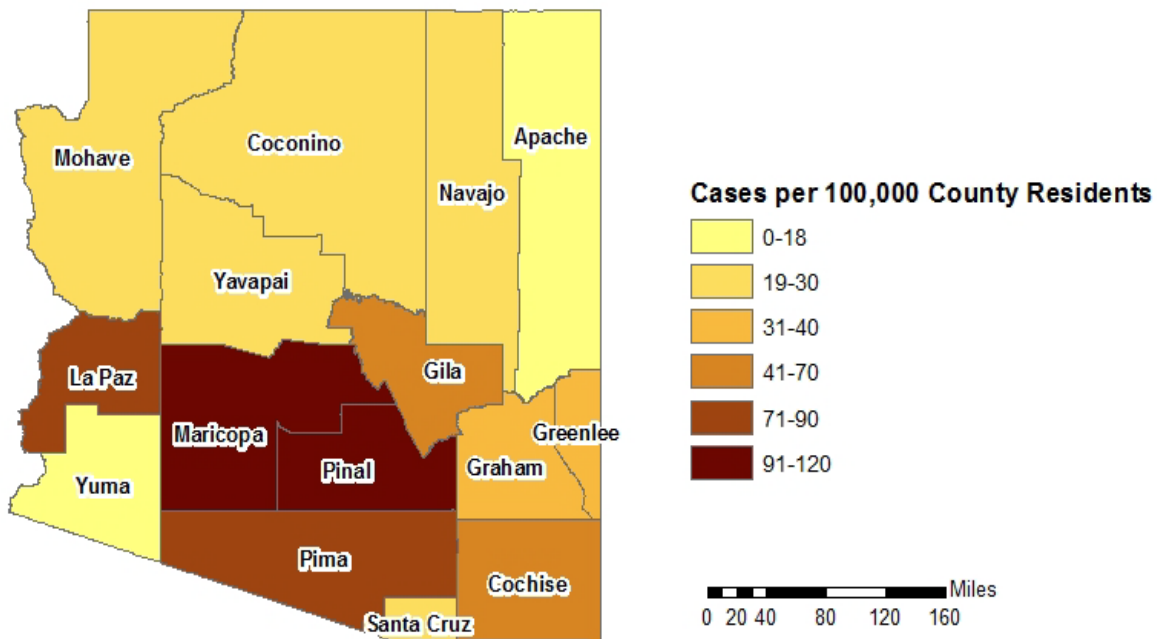 Mohave
Coconino
Navajo
Apache
Yavapai
La Paz
Gila
Maricopa
Pinal
Graham
Greenlee
Yuma
Pima
Cochise
Santa Cruz
Cases per 100,000 County Residents
0-18
19-30
31-40
41-70
71-90
91-120
Miles
0 20 40 80 120 160